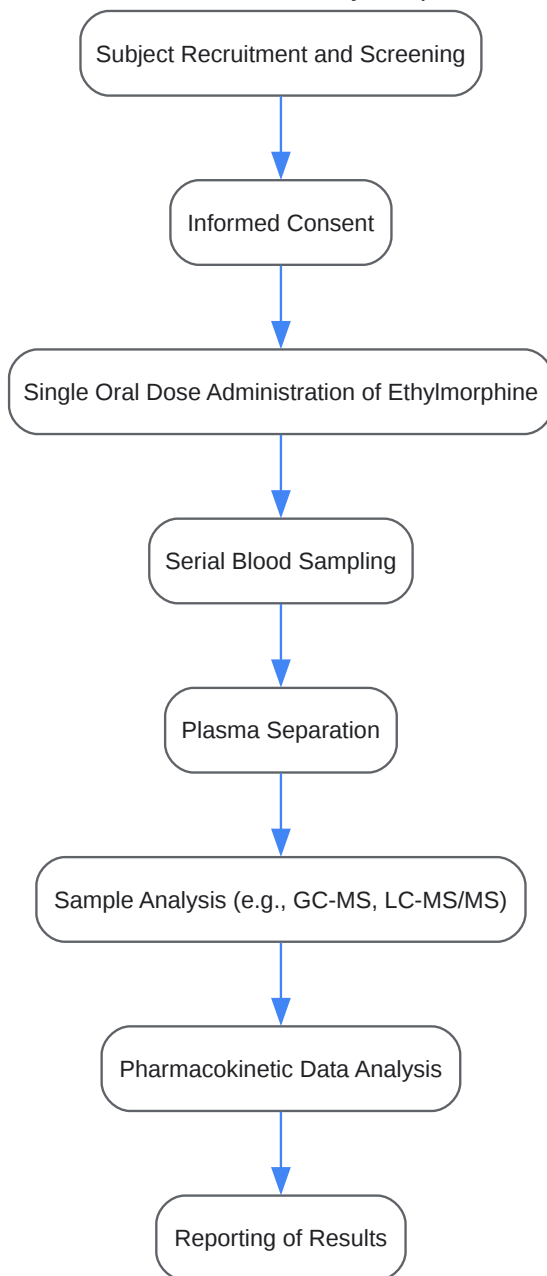 Subject Recruitment and Screening
Informed Consent
Single Oral Dose Administration of Ethylmorphine
Serial Blood Sampling
Plasma Separation
Sample Analysis (e.g., GC-MS, LC-MS/MS)
Pharmacokinetic Data Analysis
Reporting of Results